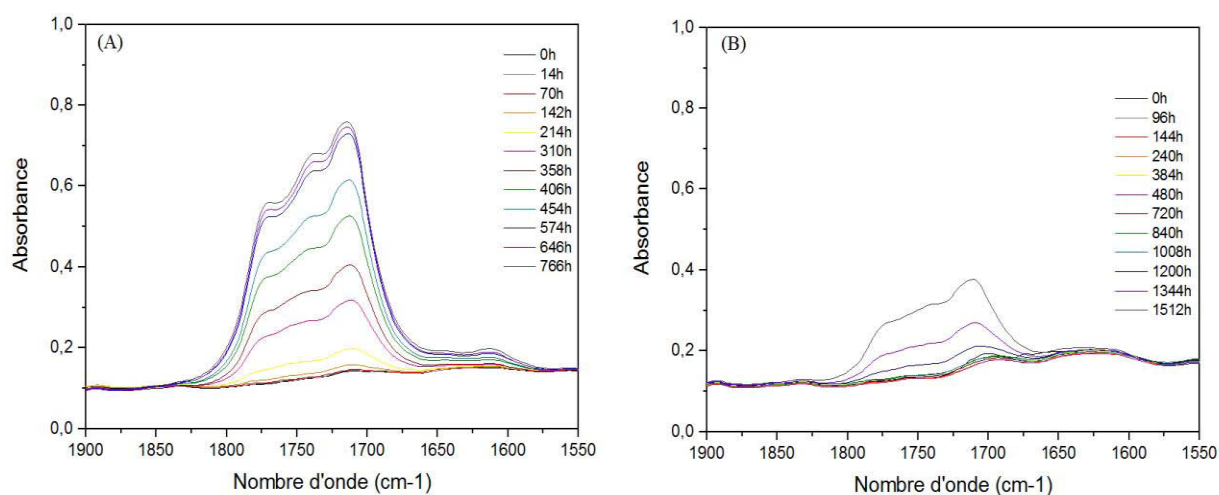 (A)
1,0
0,8
0,6
0,4
0,2
0,0
Absorbance
0h
14h
70h
142h
214h
310h
358h
406h
454h
574h
646h
766h
1900 1850 1800 1750 1700 1650 1600 1550
Nombre d'onde (cm-1)
(B)
1,0
0,8
0,6
0,4
0,2
0,0
Absorbance
0h
96h
144h
240h
384h
480h
720h
840h
1008h
1200h
1344h
1512h
1900 1850 1800 1750 1700 1650 1600 1550
Nombre d'onde (cm-1)